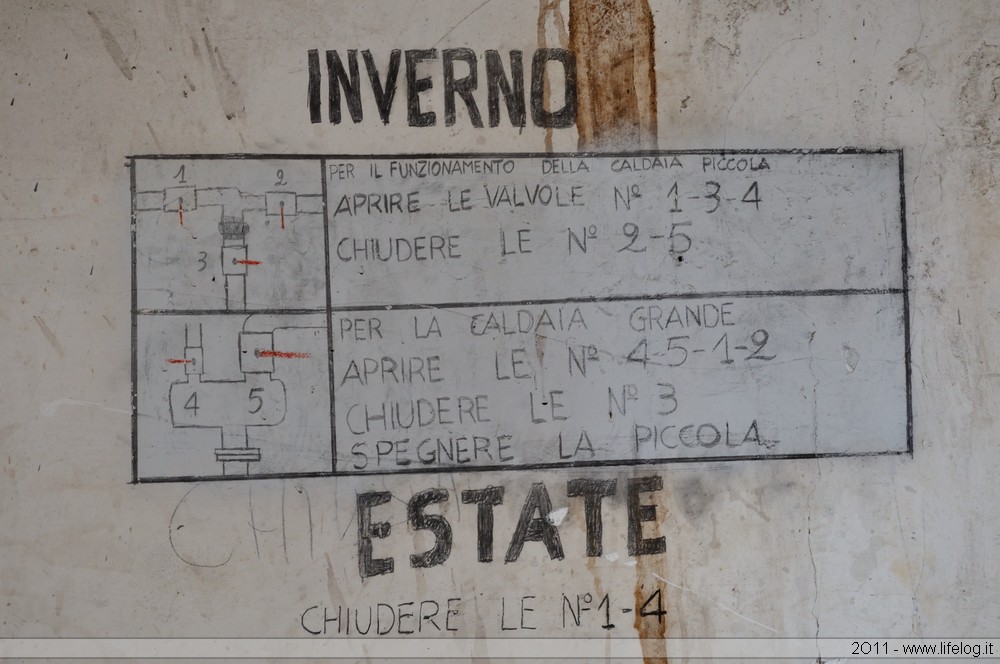 INVERNO
1
2
3
PER IL FUNZIONAMENTO DELLA CALDAIA PICCOLA
APRIRE LE VALVOLE Nº 1-3-4
CHIUDERE LE Nº 2-5
4
5
PER LA CALDAIA GRANDE
APRIRE LE Nº 4-5-1-2
CHIUDERE LE Nº 3
SPEGNERE LA PICCOLA
ESTATE
CHIUDERE LE Nº 1-4
2011 - www.lifelog.it